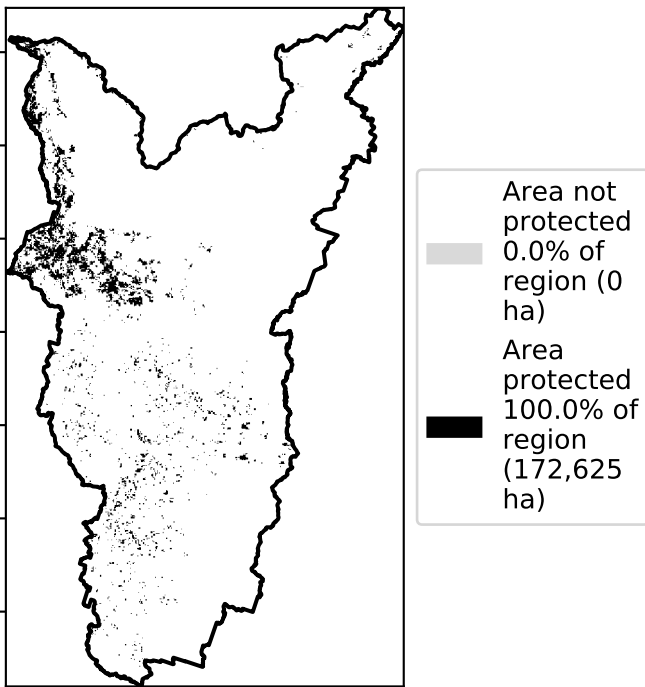 Area not
protected
0.0% of
region (0
ha)
Area
protected
100.0% of
region
(172,625
ha)